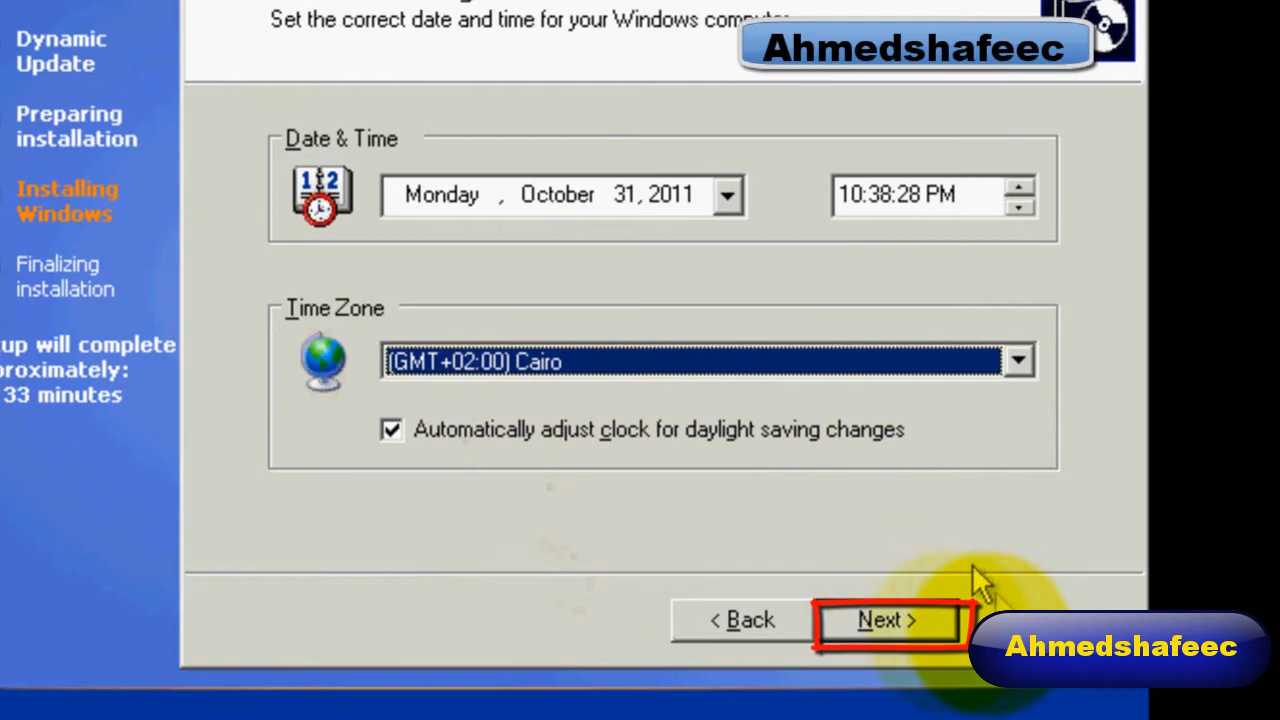 Set the correct date and time for your Windows computer.
Ahmedshafeec
Dynamic
Update
Preparing
installation
Installing
Windows
Finalizing
installation
up will complete
proximately:
33 minutes
Date & Time
Monday , October 31, 2011
10:38:28 PM
Time Zone
(GMT+02:00) Cairo
Automatically adjust clock for daylight saving changes
< Back
Next >
Ahmedshafeec